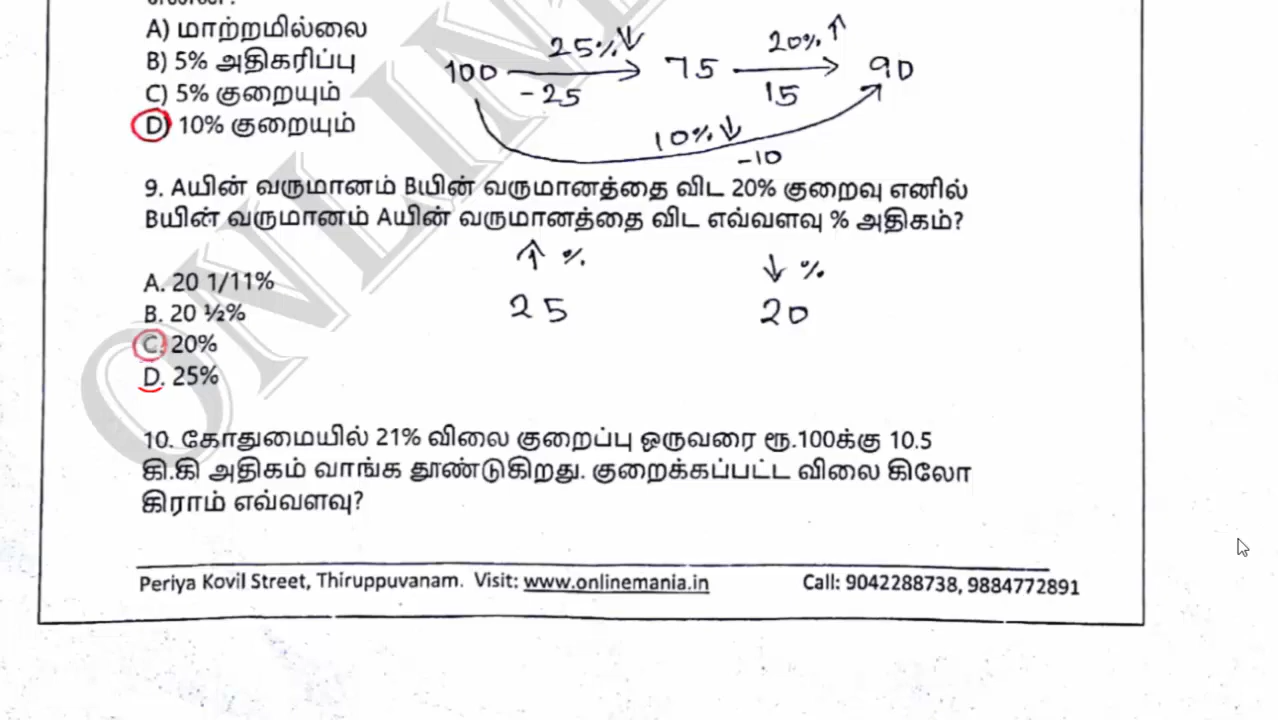 A) மாற்றமில்லை
B) 5% அதிகரிப்பு
C) 5% குறையும்
D) 10% குறையும்
100 25%↓ -25 75 20%↑ 15 90
10%↓ -10
9. Aயின் வருமானம் Bயின் வருமானத்தை விட 20% குறைவு எனில்
Bயின் வருமானம் Aயின் வருமானத்தை விட எவ்வளவு % அதிகம்?
↑ % ↓ %
25 20
A. 20 1/11%
B. 20 ½%
C. 20%
D. 25%
10. கோதுமையில் 21% விலை குறைப்பு ஒருவரை ரூ.100க்கு 10.5
கி.கி அதிகம் வாங்க தூண்டுகிறது. குறைக்கப்பட்ட விலை கிலோ
கிராம் எவ்வளவு?
Periya Kovil Street, Thiruppuvanam. Visit: www.onlinemania.in Call: 9042288738, 9884772891